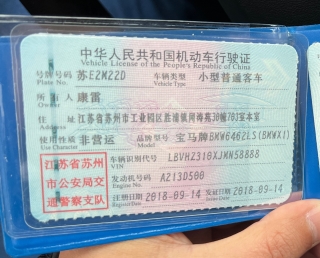 中华人民共和国机动车行驶证
Vehicle License of the People's Republic of China
号牌号码 苏E2M22D 车辆类型 小型普通客车
Plate No. Vehicle Type
所有人 康雷
Owner
住址 江苏省苏州市工业园区胜浦镇闻涛苑30幢703室本室
Address
使用性质 非营运 品牌型号 宝马牌BMW6462LS(BMWX1)
Use Character Model
江苏省苏州
市公安局交
通警察支队
车辆识别代号 LBVHZ310XJMN58888
VIN
发动机号码 AZ13D500
Engine No.
注册日期 2018-09-14 发证日期 2018-09-14
Register Date Issue Date